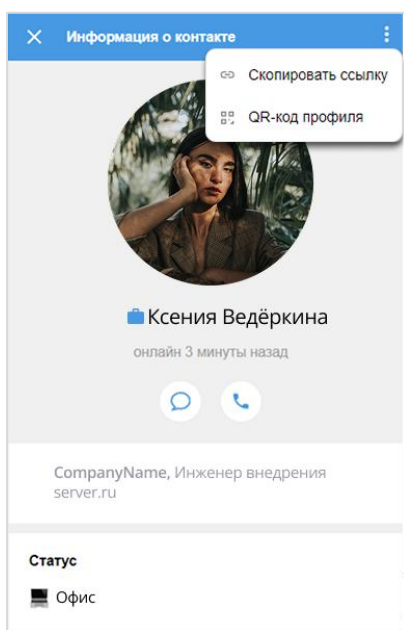 Информация о контакте
Скопировать ссылку
QR-код профиля
Ксения Ведёркина
онлайн 3 минуты назад
CompanyName, Инженер внедрения
server.ru
Статус
Офис